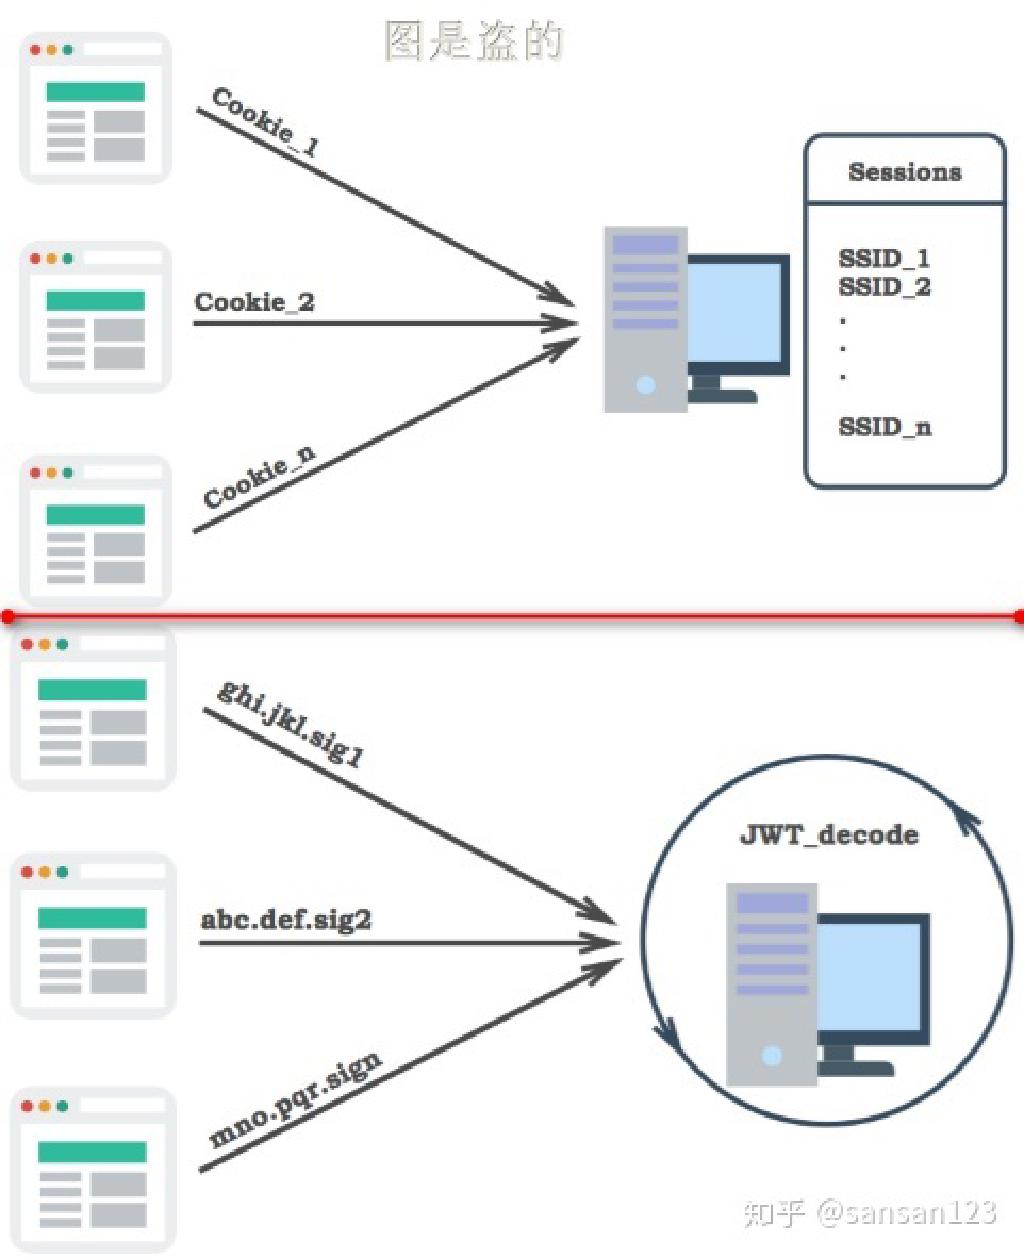 图是盗的
Cookie_1
Cookie_2
Cookie_n
Sessions
SSID_1
SSID_2
.
.
.
SSID_n
ghi.jkl.sig1
abc.def.sig2
mno.pqr.sign
JWT_decode
知乎 @sansan123